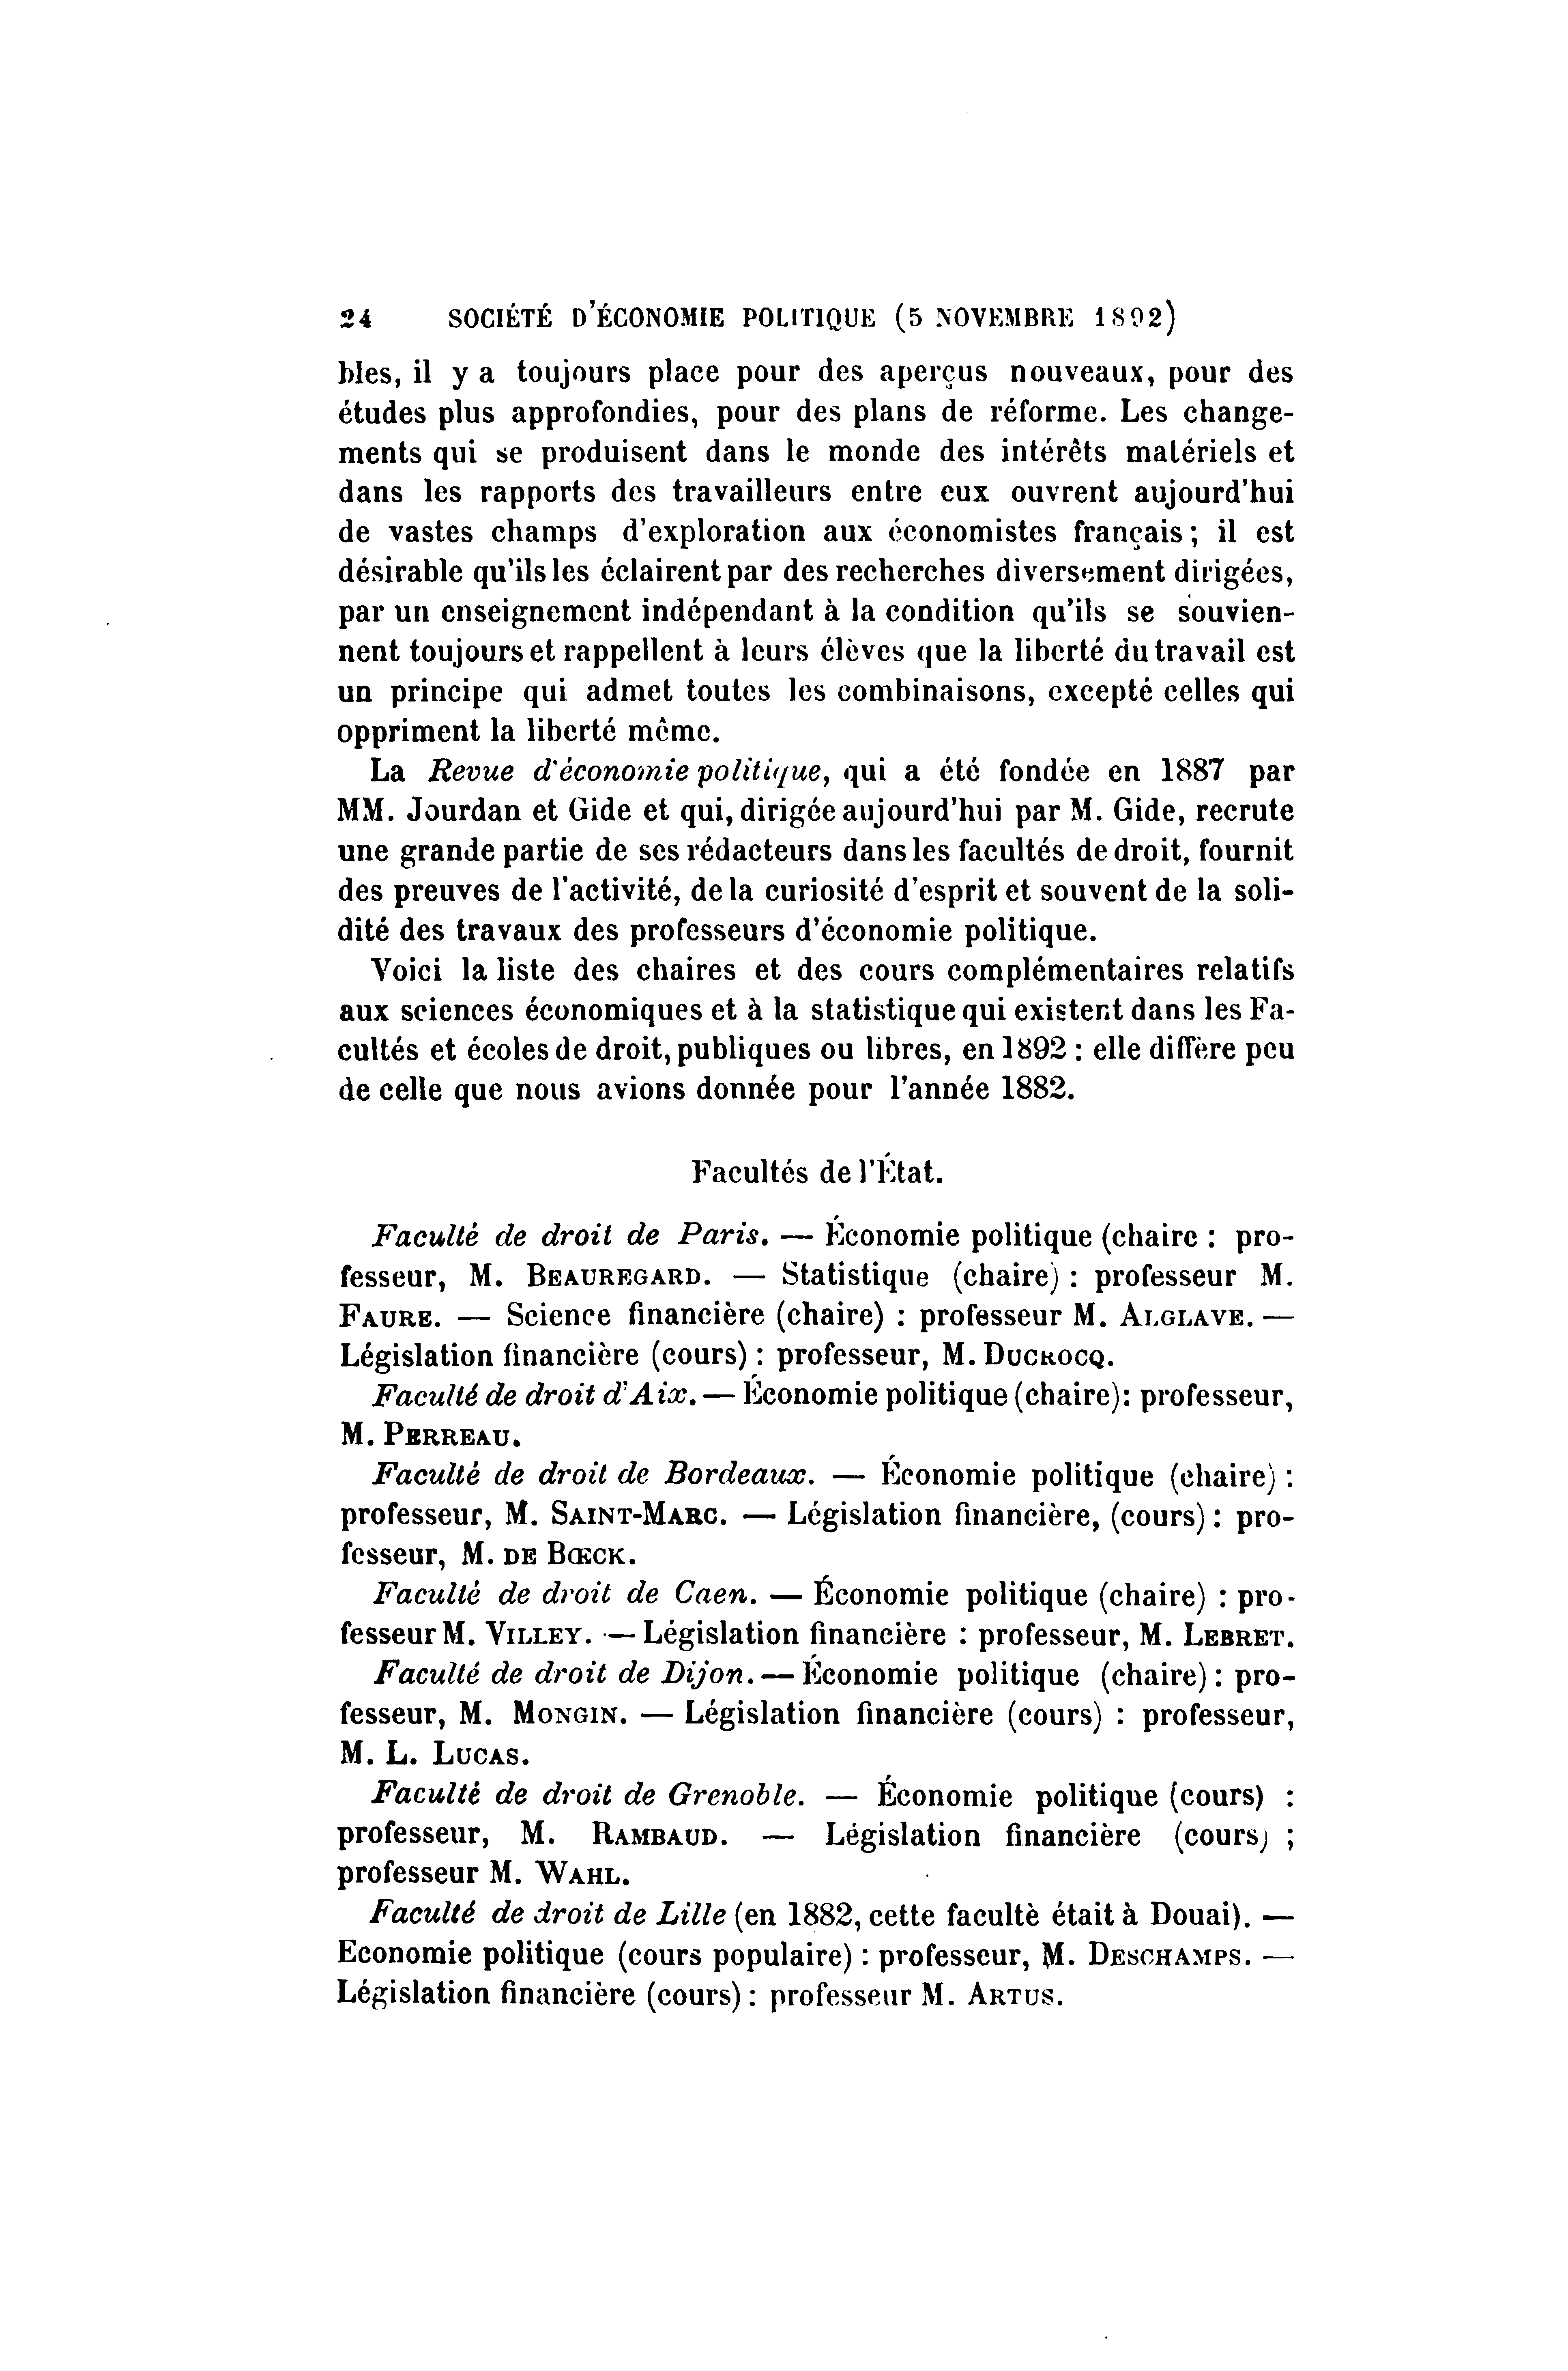 24 SOCIÉTÉ D'ÉCONOMIE POLITIQUE (5 NOVEMBRE 1892)
bles, il y a toujours place pour des aperçus nouveaux, pour des
études plus approfondies, pour des plans de réforme. Les change-
ments qui se produisent dans le monde des intérêts matériels et
dans les rapports des travailleurs entre eux ouvrent aujourd'hui
de vastes champs d'exploration aux économistes français; il est
désirable qu'ils les éclairent par des recherches diversement dirigées,
par un enseignement indépendant à la condition qu'ils se souvien-
nent toujours et rappellent à leurs élèves que la liberté du travail est
un principe qui admet toutes les combinaisons, excepté celles qui
oppriment la liberté même.
La Revue d'économie politique, qui a été fondée en 1887 par
MM. Jourdan et Gide et qui, dirigée aujourd'hui par M. Gide, recrute
une grande partie de ses rédacteurs dans les facultés de droit, fournit
des preuves de l'activité, de la curiosité d'esprit et souvent de la soli-
dité des travaux des professeurs d'économie politique.
Voici la liste des chaires et des cours complémentaires relatifs
aux sciences économiques et à la statistique qui existent dans les Fa-
cultés et écoles de droit, publiques ou libres, en 1892 : elle diffère peu
de celle que nous avions donnée pour l'année 1882.
Facultés de l'État.
Faculté de droit de Paris. — Économie politique (chaire : pro-
fesseur, M. BEAUREGARD. — Statistique (chaire) : professeur M.
FAURE. — Science financière (chaire) : professeur M. ALGLAVE. —
Législation financière (cours) : professeur, M. DUCROCQ.
Faculté de droit d'Aix. — Économie politique (chaire): professeur,
M. PERREAU.
Faculté de droit de Bordeaux. — Économie politique (chaire) :
professeur, M. SAINT-MARC. — Législation financière, (cours) : pro-
fesseur, M. DE BŒCK.
Faculté de droit de Caen. — Économie politique (chaire) : pro-
fesseur M. VILLEY. — Législation financière : professeur, M. LEBRET.
Faculté de droit de Dijon. — Économie politique (chaire) : pro-
fesseur, M. MONGIN. — Législation financière (cours) : professeur,
M. L. LUCAS.
Faculté de droit de Grenoble. — Économie politique (cours) :
professeur, M. RAMBAUD. — Législation financière (cours) ;
professeur M. WAHL.
Faculté de droit de Lille (en 1882, cette facultè était à Douai). —
Economie politique (cours populaire) : professeur, M. DESCHAMPS. —
Législation financière (cours) : professeur M. ARTUS.